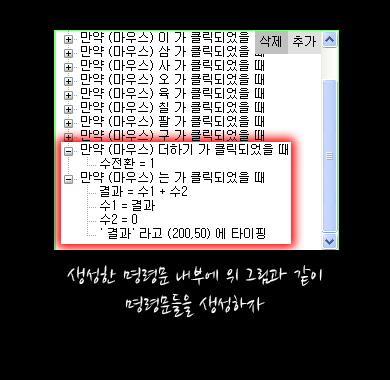 만약 (마우스) 이 가 클릭되었을 때
삭제 추가
만약 (마우스) 삼 가 클릭되었을 때
만약 (마우스) 사 가 클릭되었을 때
만약 (마우스) 오 가 클릭되었을 때
만약 (마우스) 육 가 클릭되었을 때
만약 (마우스) 칠 가 클릭되었을 때
만약 (마우스) 팔 가 클릭되었을 때
만약 (마우스) 구 가 클릭되었을 때
만약 (마우스) 더하기 가 클릭되었을 때
수전환 = 1
만약 (마우스) 는 가 클릭되었을 때
결과 = 수1 + 수2
수1 = 결과
수2 = 0
' 결과' 라고 (200,50) 에 타이핑
생성한 명령문 내부에 위 그림과 같이
명령문들을 생성하자